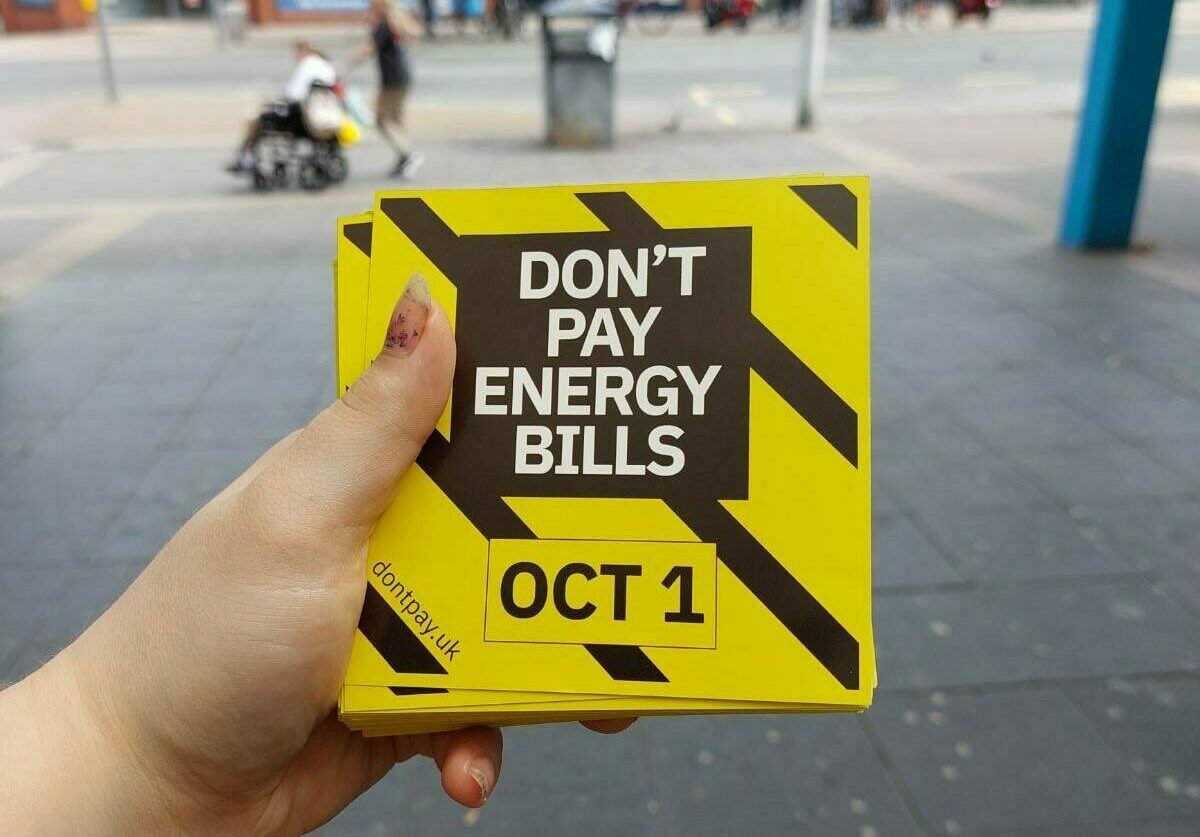 DON'T
PAY
ENERGY
BILLS
OCT 1
dontpay.uk